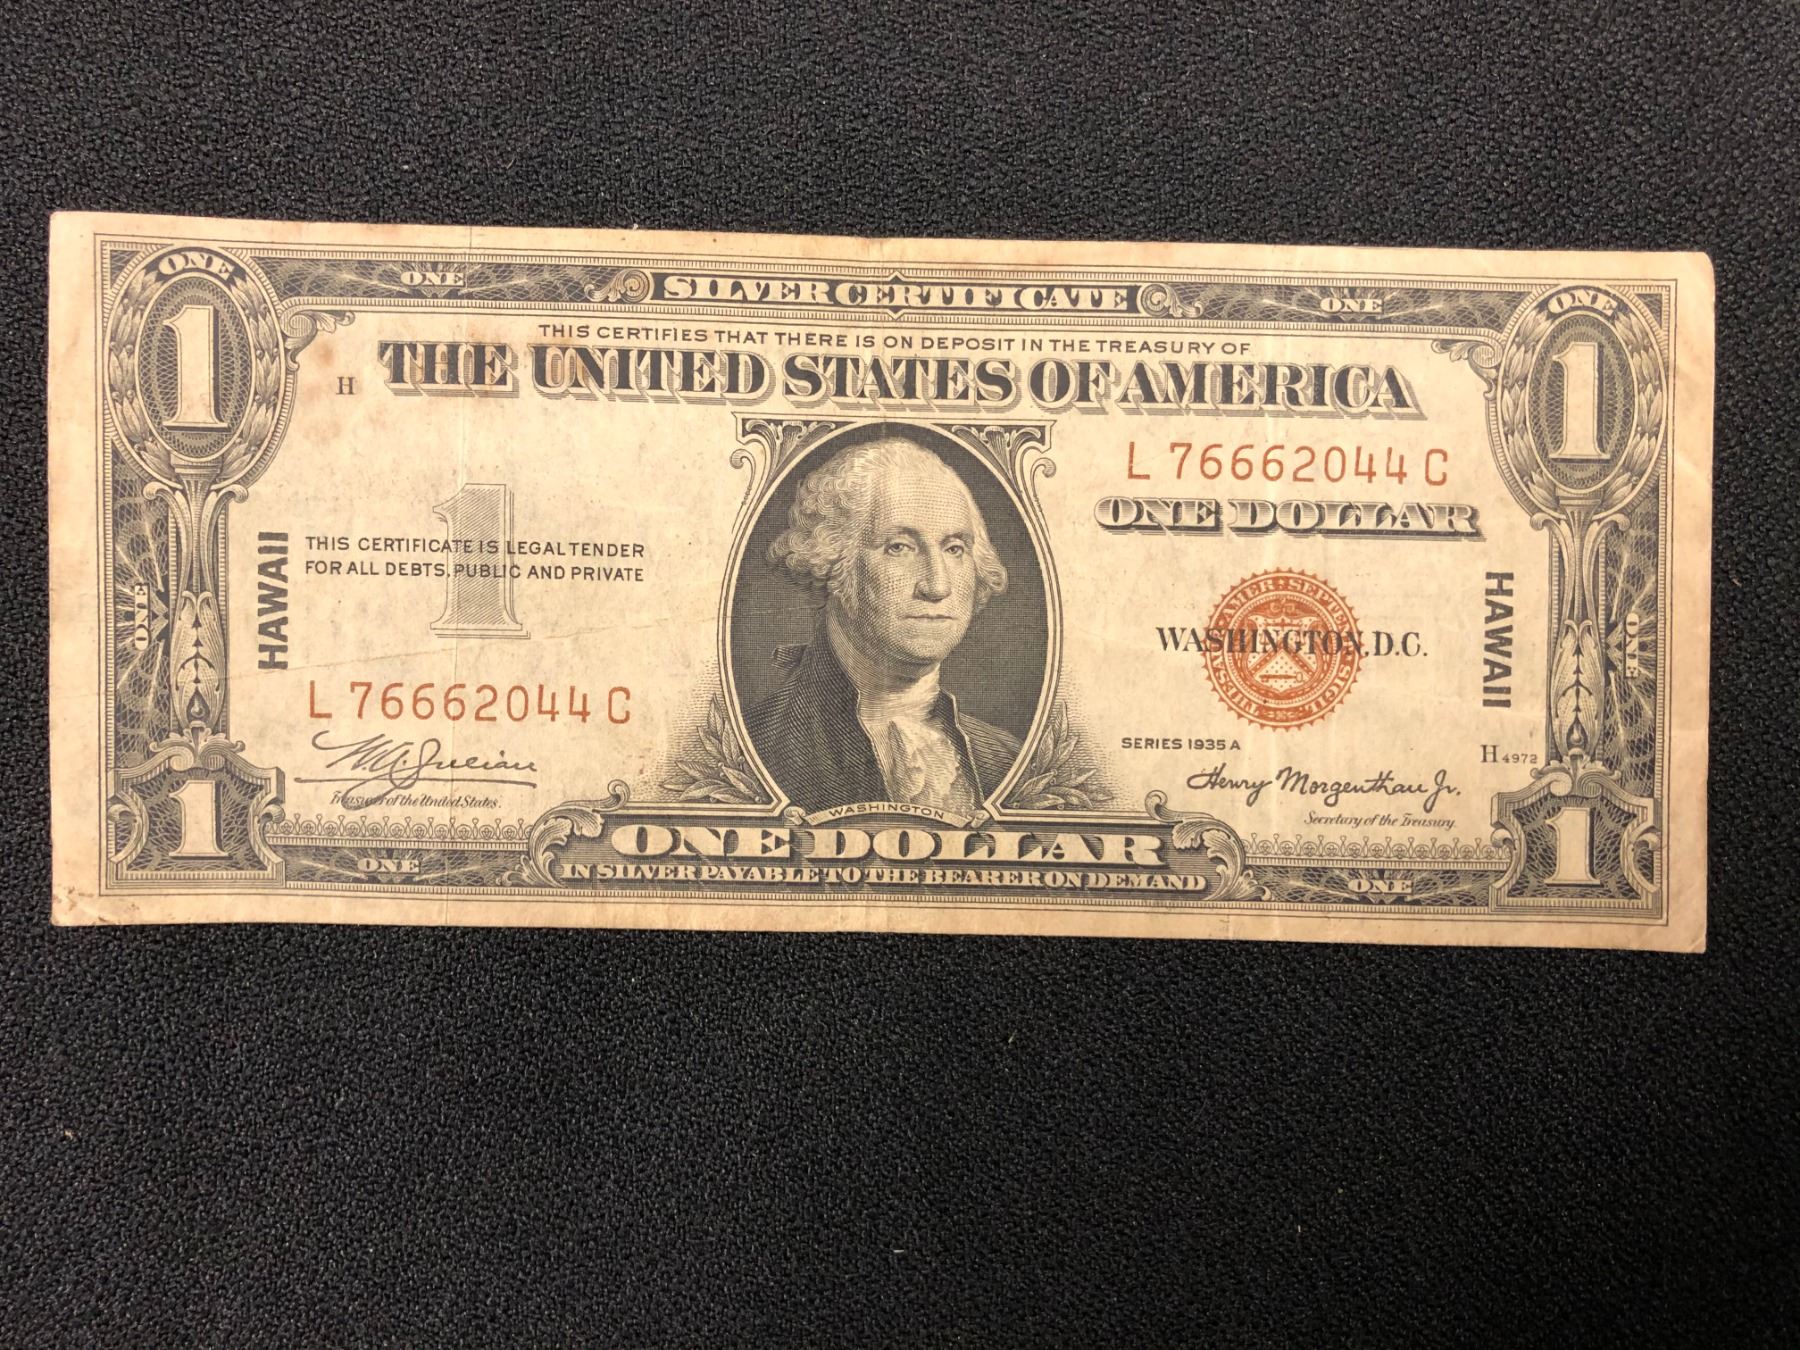 ONE ONE SILVER CERTIFICATE ONE ONE
1 THIS CERTIFIES THAT THERE IS ON DEPOSIT IN THE TREASURY OF 1
H THE UNITED STATES OF AMERICA
L 76662044 C
1 ONE DOLLAR
HAWAII THIS CERTIFICATE IS LEGAL TENDER
FOR ALL DEBTS, PUBLIC AND PRIVATE
ONE WASHINGTON, D.C. HAWAII ONE
L 76662044 C
SERIES 1935 A
H 4972
W A Julian Henry Morgenthau Jr.
Treasurer of the United States. WASHINGTON Secretary of the Treasury.
1 ONE DOLLAR 1
ONE IN SILVER PAYABLE TO THE BEARER ON DEMAND ONE